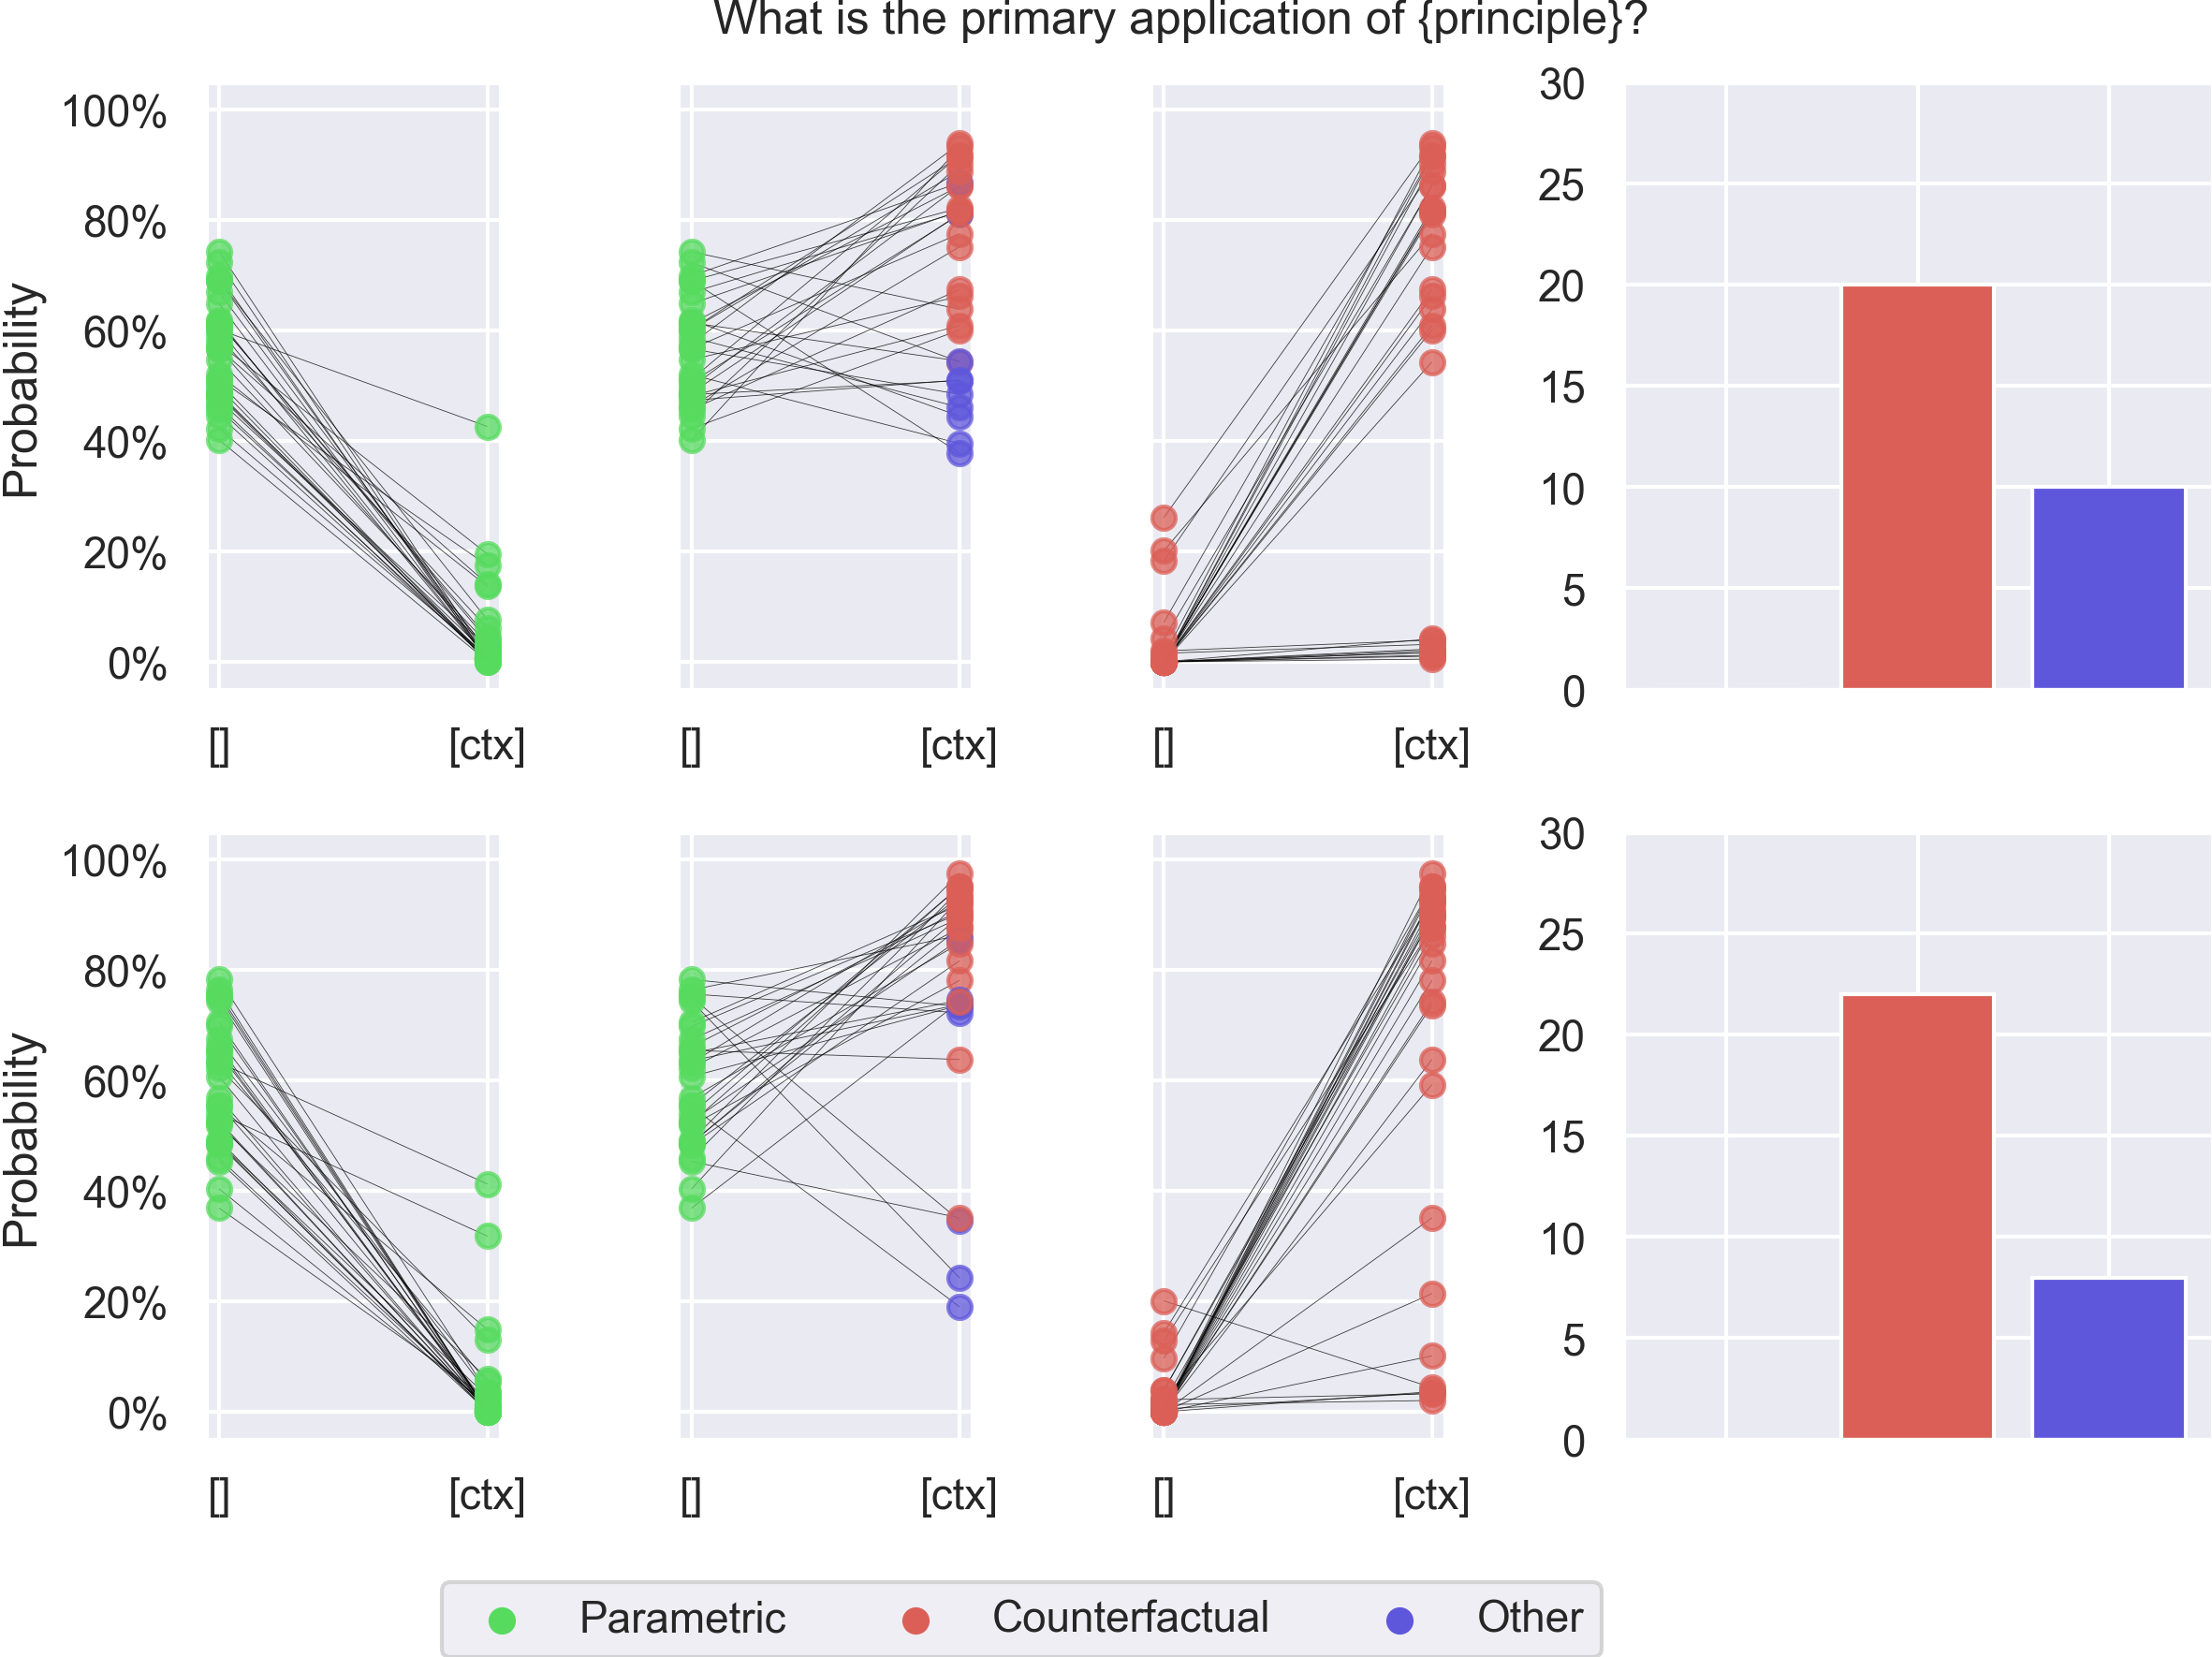 What is the primary application of {principle}?
Probability
100%
80%
60%
40%
20%
0%
[]
[ctx]
[]
[ctx]
[]
[ctx]
30
25
20
15
10
5
0
Probability
100%
80%
60%
40%
20%
0%
[]
[ctx]
[]
[ctx]
[]
[ctx]
30
25
20
15
10
5
0
Parametric
Counterfactual
Other